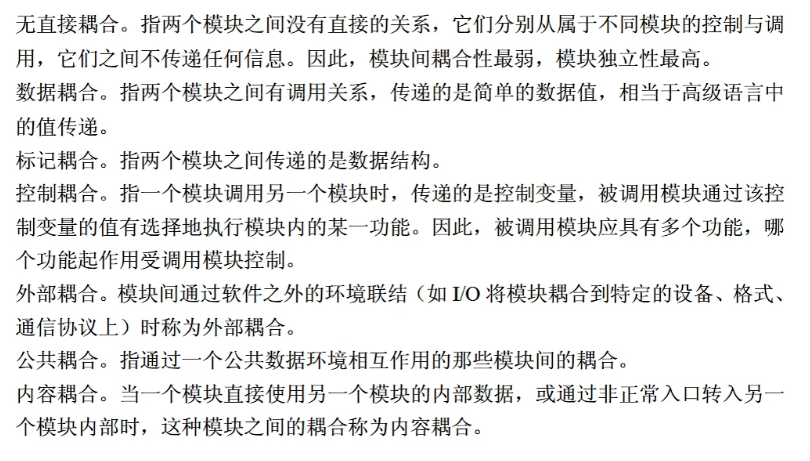 无直接耦合。指两个模块之间没有直接的关系，它们分别从属于不同模块的控制与调
用，它们之间不传递任何信息。因此，模块间耦合性最弱，模块独立性最高。
数据耦合。指两个模块之间有调用关系，传递的是简单的数据值，相当于高级语言中
的值传递。
标记耦合。指两个模块之间传递的是数据结构。
控制耦合。指一个模块调用另一个模块时，传递的是控制变量，被调用模块通过该控
制变量的值有选择地执行模块内的某一功能。因此，被调用模块应具有多个功能，哪
个功能起作用受调用模块控制。
外部耦合。模块间通过软件之外的环境联结（如 I/O 将模块耦合到特定的设备、格式、
通信协议上）时称为外部耦合。
公共耦合。指通过一个公共数据环境相互作用的那些模块间的耦合。
内容耦合。当一个模块直接使用另一个模块的内部数据，或通过非正常入口转入另一
个模块内部时，这种模块之间的耦合称为内容耦合。